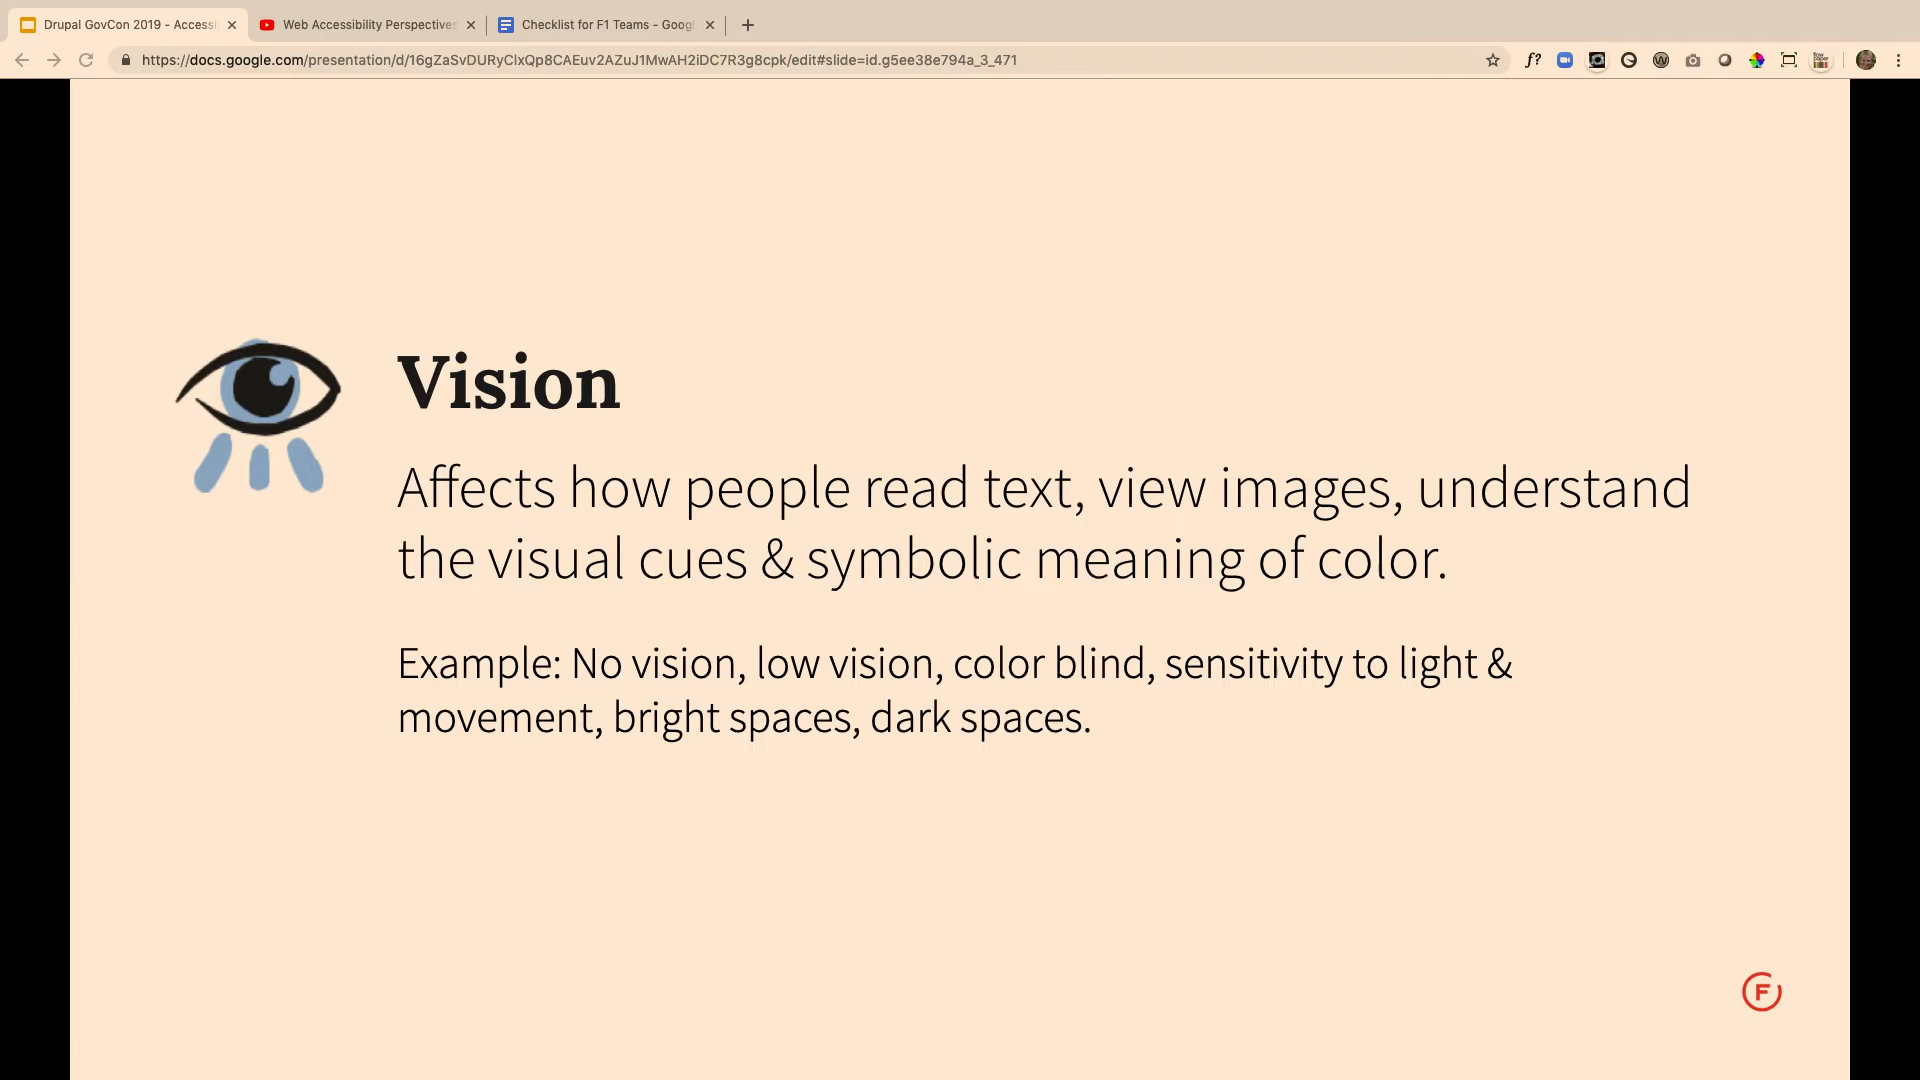 Drupal GovCon 2019 - Accessi
Web Accessibility Perspectives
Checklist for F1 Teams - Googl
https://docs.google.com/presentation/d/16gZaSvDURyClxQp8CAEuv2AZuJ1MwAH2iDC7R3g8cpk/edit#slide=id.g5ee38e794a_3_471
f?
Vision
Affects how people read text, view images, understand
the visual cues & symbolic meaning of color.
Example: No vision, low vision, color blind, sensitivity to light &
movement, bright spaces, dark spaces.
F